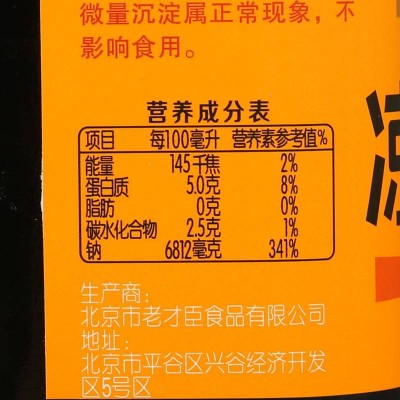 微量沉淀属正常现象，不
影响食用。
营养成分表
项目 每100毫升 营养素参考值%
能量 145千焦 2%
蛋白质 5.0克 8%
脂肪 0克 0%
碳水化合物 2.5克 1%
钠 6812毫克 341%
生产商：
北京市老才臣食品有限公司
地址：
北京市平谷区兴谷经济开发
区5号区